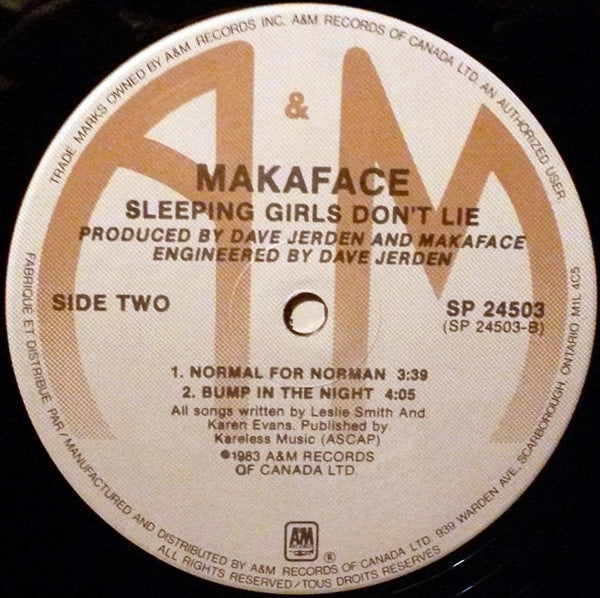 TRADE MARKS OWNED BY A&M RECORDS INC. A&M RECORDS OF CANADA LTD. AN AUTHORIZED USER
A & M
MAKAFACE
SLEEPING GIRLS DON'T LIE
PRODUCED BY DAVE JERDEN AND MAKAFACE
ENGINEERED BY DAVE JERDEN
SIDE TWO
SP 24503
(SP 24503-B)
1. NORMAL FOR NORMAN 3:39
2. BUMP IN THE NIGHT 4:05
All songs written by Leslie Smith And
Karen Evans. Published by
Kareless Music (ASCAP)
℗1983 A&M RECORDS
OF CANADA LTD.
A&M
®
FABRIQUÉ ET DISTRIBUÉ PAR/MANUFACTURED AND DISTRIBUTED BY A&M RECORDS OF CANADA LTD. 939 WARDEN AVE, SCARBOROUGH ONTARIO M1L 4C5
ALL RIGHTS RESERVED/TOUS DROITS RESERVÉS